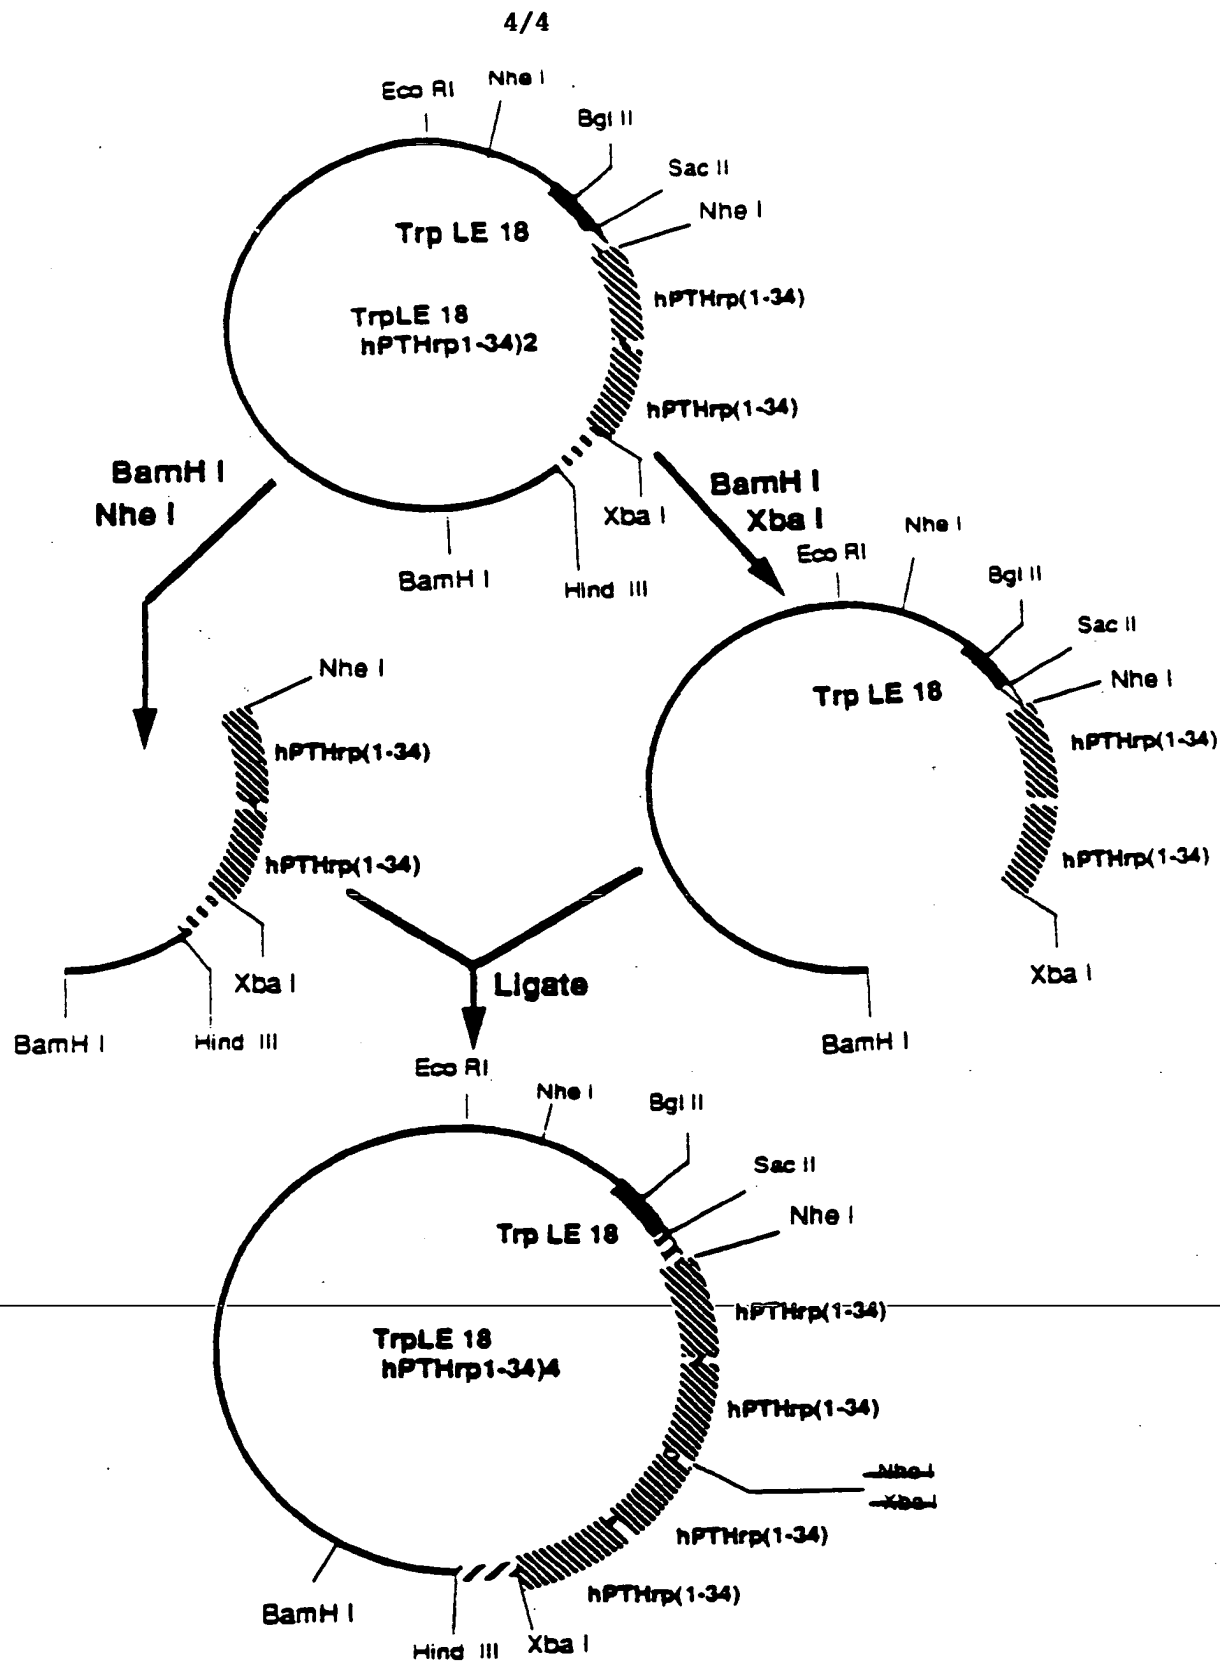 4/4
Eco RI
Nhe I
Bgl II
Sac II
Nhe I
Trp LE 18
hPTHrp(1-34)
TrpLE 18
hPTHrp1-34)2
hPTHrp(1-34)
BamH I
Nhe I
BamH I
Xba I
Xba I
BamH I
Hind III
Eco RI
Nhe I
Bgl II
Sac II
Nhe I
Trp LE 18
hPTHrp(1-34)
hPTHrp(1-34)
Xba I
BamH I
Nhe I
hPTHrp(1-34)
hPTHrp(1-34)
Xba I
BamH I
Hind III
Ligate
Eco RI
Nhe I
Bgl II
Sac II
Nhe I
Trp LE 18
hPTHrp(1-34)
TrpLE 18
hPTHrp1-34)4
hPTHrp(1-34)
Nhe I
Xba I
hPTHrp(1-34)
hPTHrp(1-34)
BamH I
Hind III
Xba I